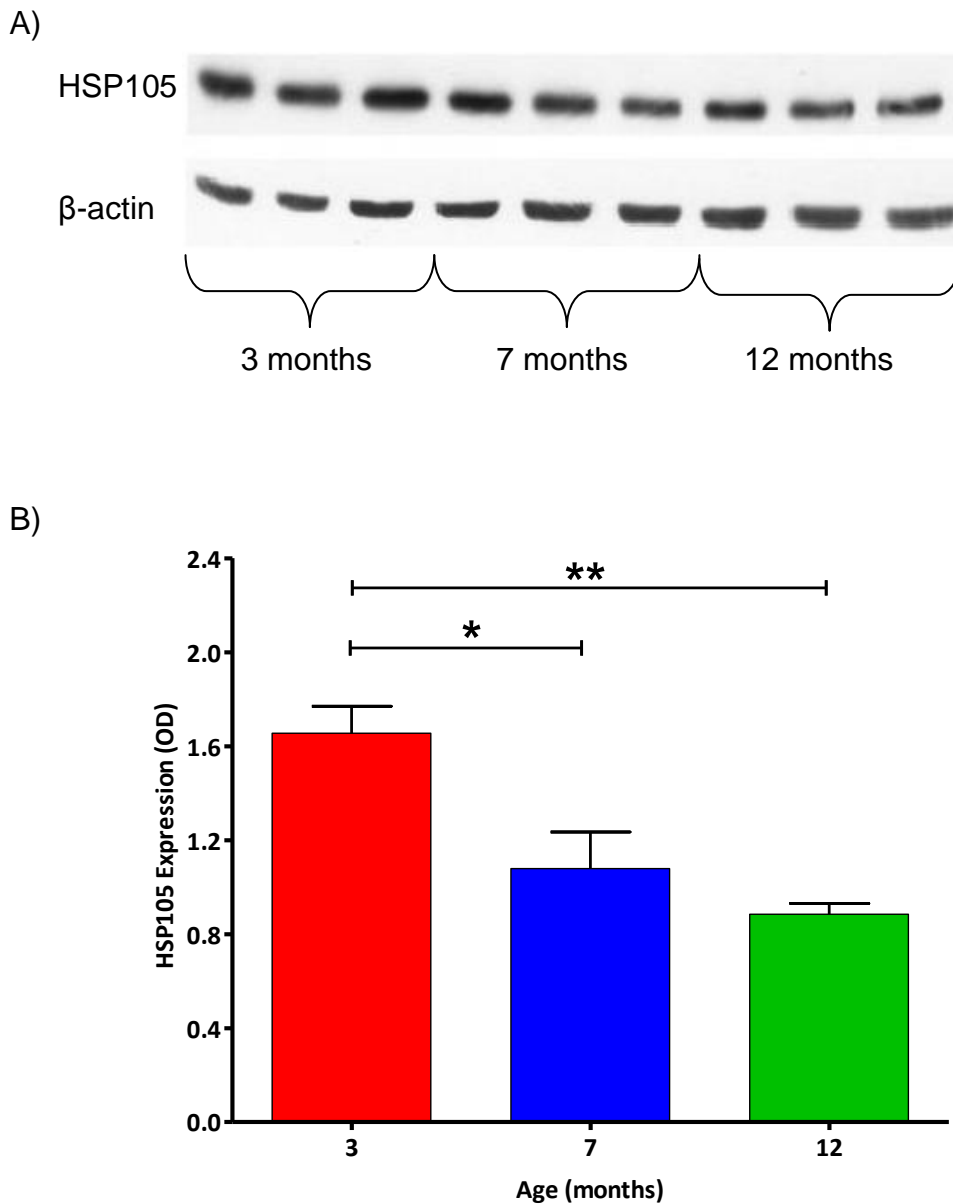 A)
HSP105
β-actin
3 months 7 months 12 months
B)
2.4
**
2.0
*
1.6
1.2
0.8
0.4
0.0
HSP105 Expression (OD)
3 7 12
Age (months)